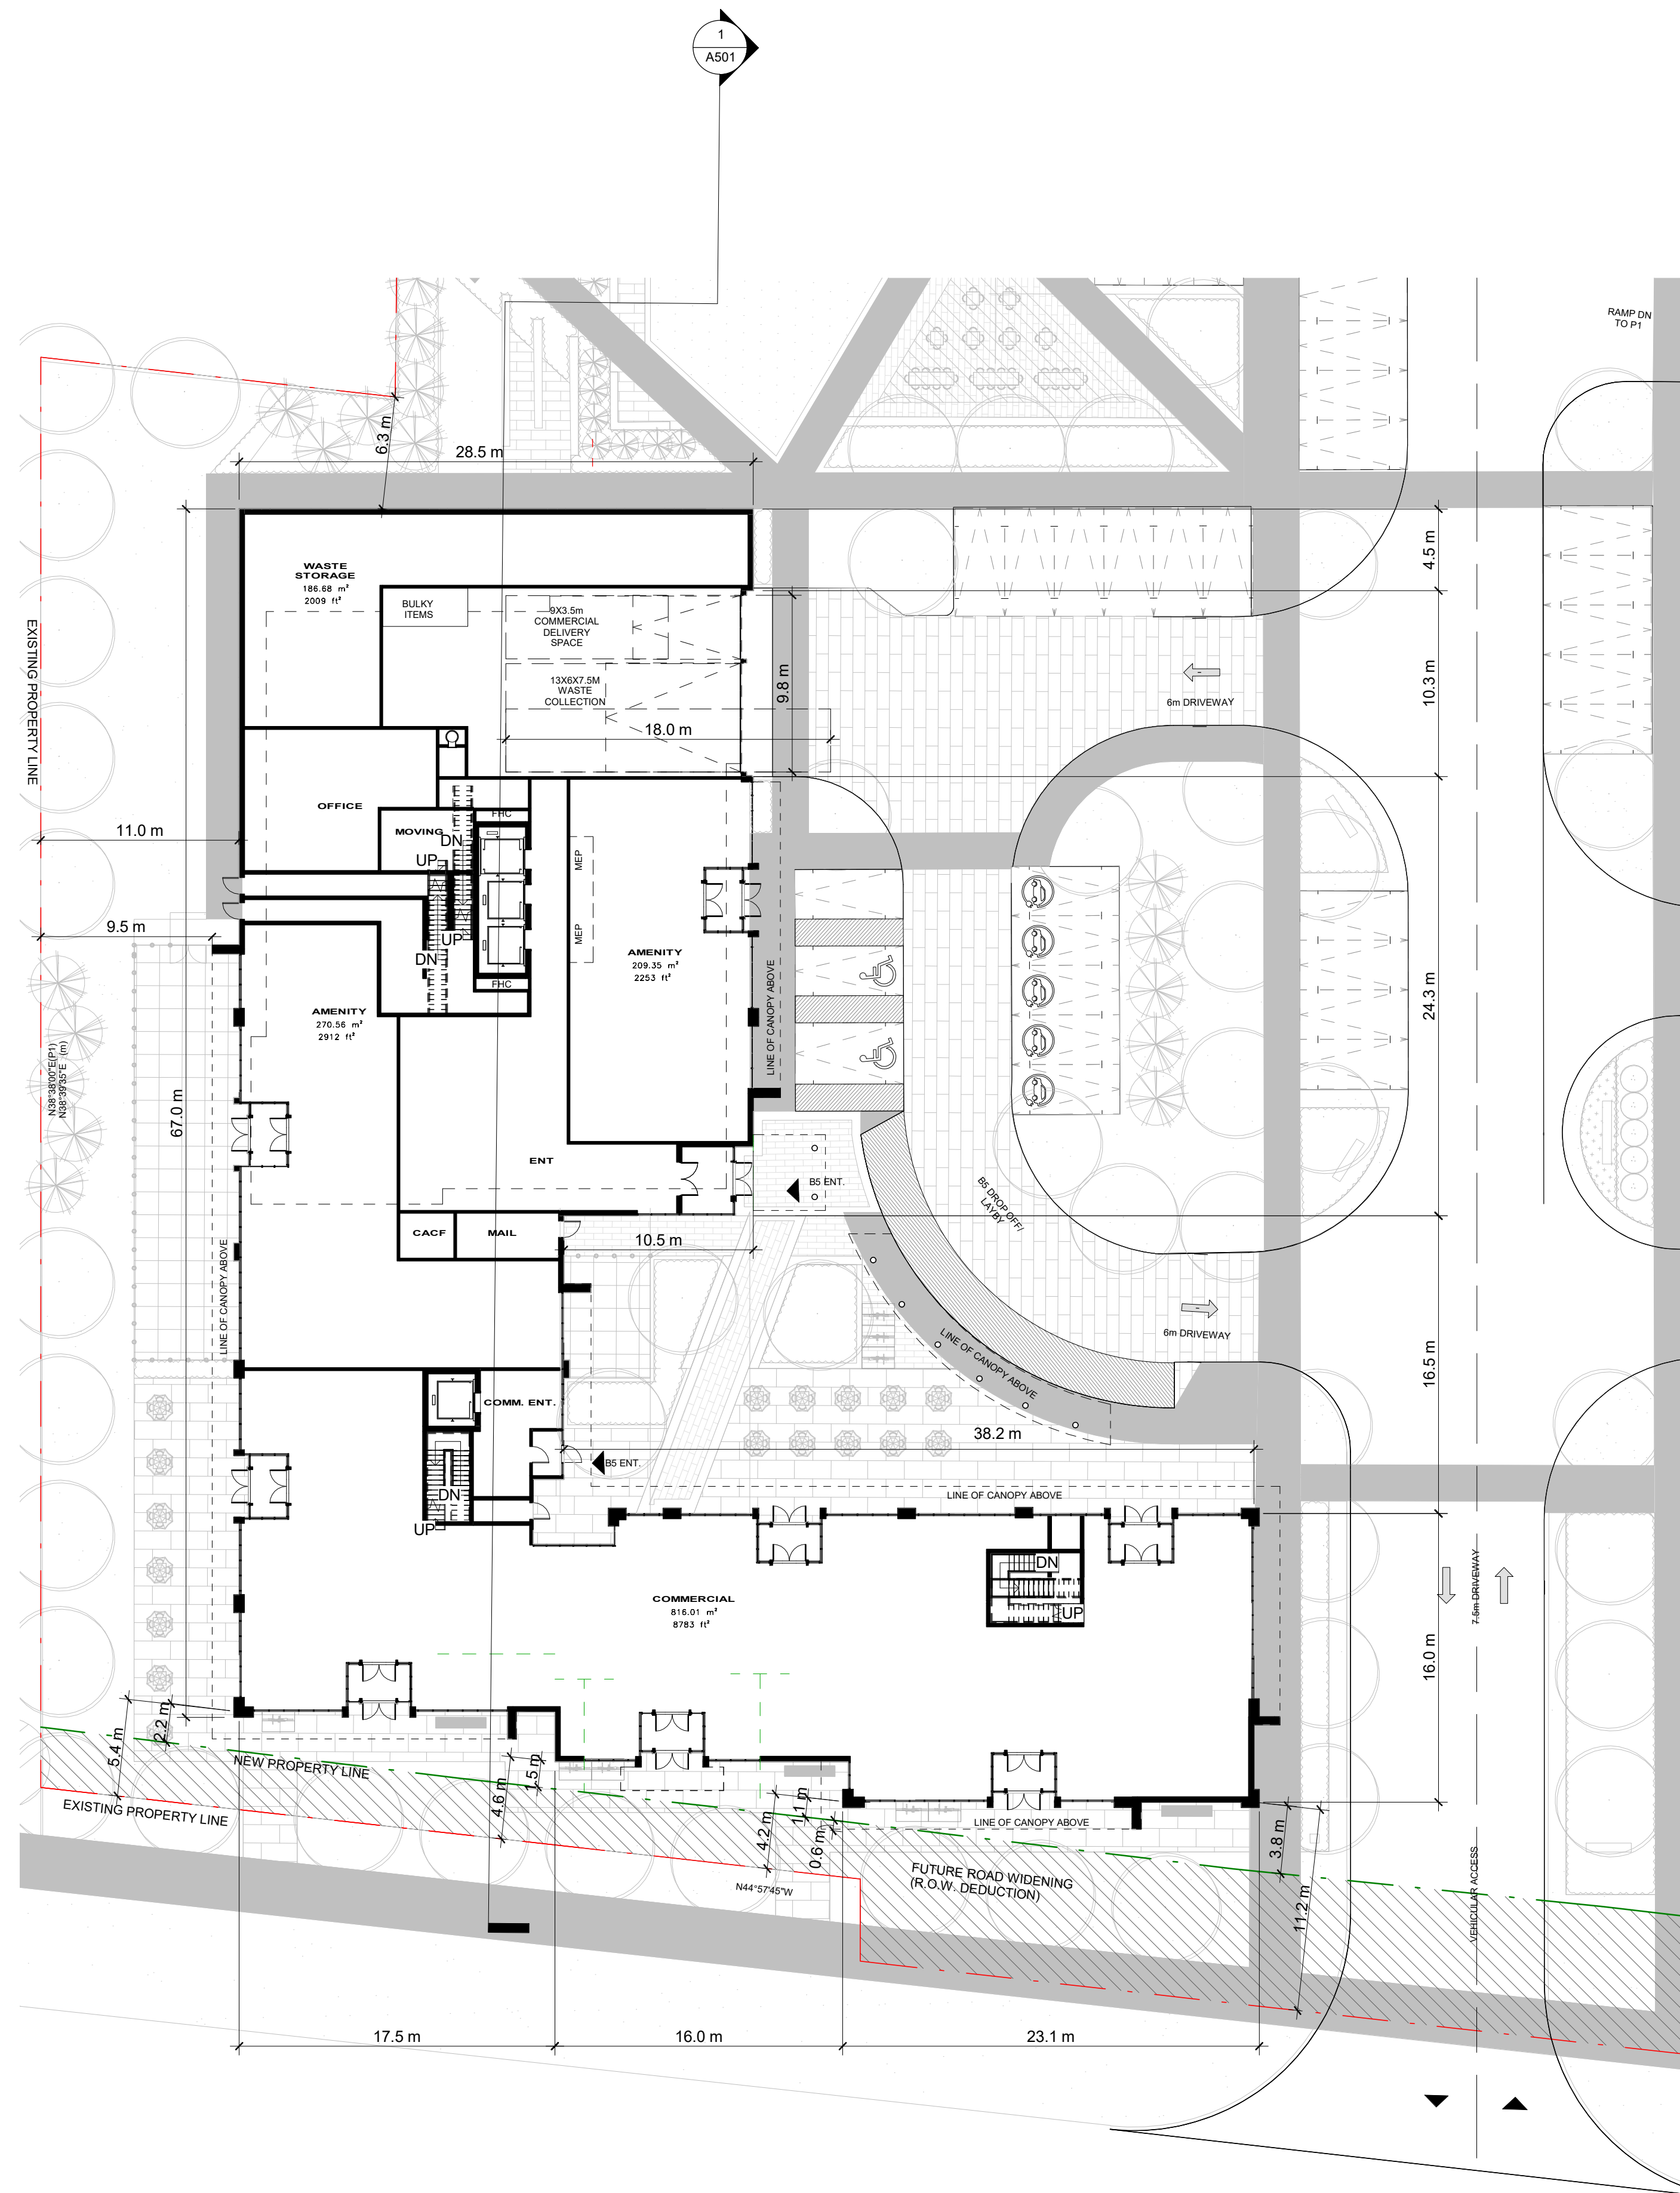 1
A501
RAMP DN
TO P1
6.3 m
28.5 m
WASTE
STORAGE
186.68 m²
2009 ft²
BULKY
ITEMS
9X3.5m
COMMERCIAL
DELIVERY
SPACE
13X6X7.5M
WASTE
COLLECTION
18.0 m
9.8 m
4.5 m
10.3 m
6m DRIVEWAY
EXISTING PROPERTY LINE
11.0 m
OFFICE
MOVING
DN
UP
FHC
MEP
MEP
UP
DN
FHC
9.5 m
AMENITY
209.35 m²
2253 ft²
LINE OF CANOPY ABOVE
24.3 m
AMENITY
270.56 m²
2912 ft²
N38°38'00"E(P1)
N38°39'35"E (m)
67.0 m
ENT
B5 ENT.
B5 DROP OFF/
LAYBY
CACF
MAIL
10.5 m
LINE OF CANOPY ABOVE
6m DRIVEWAY
LINE OF CANOPY ABOVE
16.5 m
COMM. ENT.
38.2 m
B5 ENT.
DN
UP
LINE OF CANOPY ABOVE
DN
UP
COMMERCIAL
816.01 m²
8783 ft²
7.5m DRIVEWAY
16.0 m
5.4 m
2.2 m
NEW PROPERTY LINE
EXISTING PROPERTY LINE
4.6 m
1.5 m
4.2 m
1.1 m
0.6 m
LINE OF CANOPY ABOVE
3.8 m
FUTURE ROAD WIDENING
(R.O.W. DEDUCTION)
N44°57'45"W
11.2 m
VEHICULAR ACCESS
17.5 m
16.0 m
23.1 m